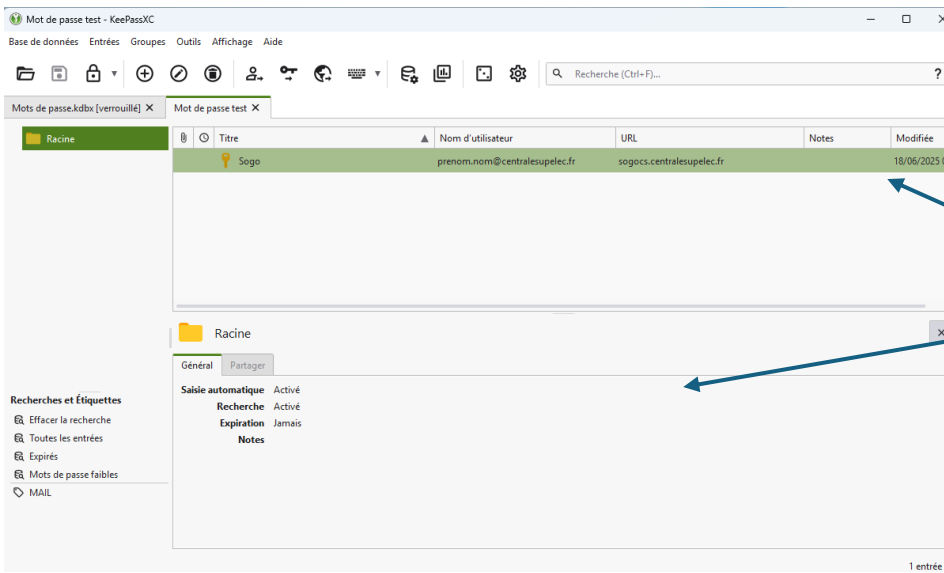 Mot de passe test - KeePassXC
Base de données Entrées Groupes Outils Affichage Aide
Recherche (Ctrl+F)... ?
Mots de passe.kdbx [verrouillé] Mot de passe test
Racine
Titre Nom d'utilisateur URL Notes Modifiée
Sogo prenom.nom@centralesupelec.fr sogocs.centralesupelec.fr 18/06/2025
Racine
Général Partager
Saisie automatique Activé
Recherche Activé
Expiration Jamais
Notes
Recherches et Étiquettes
Effacer la recherche
Toutes les entrées
Expirés
Mots de passe faibles
MAIL
1 entrée